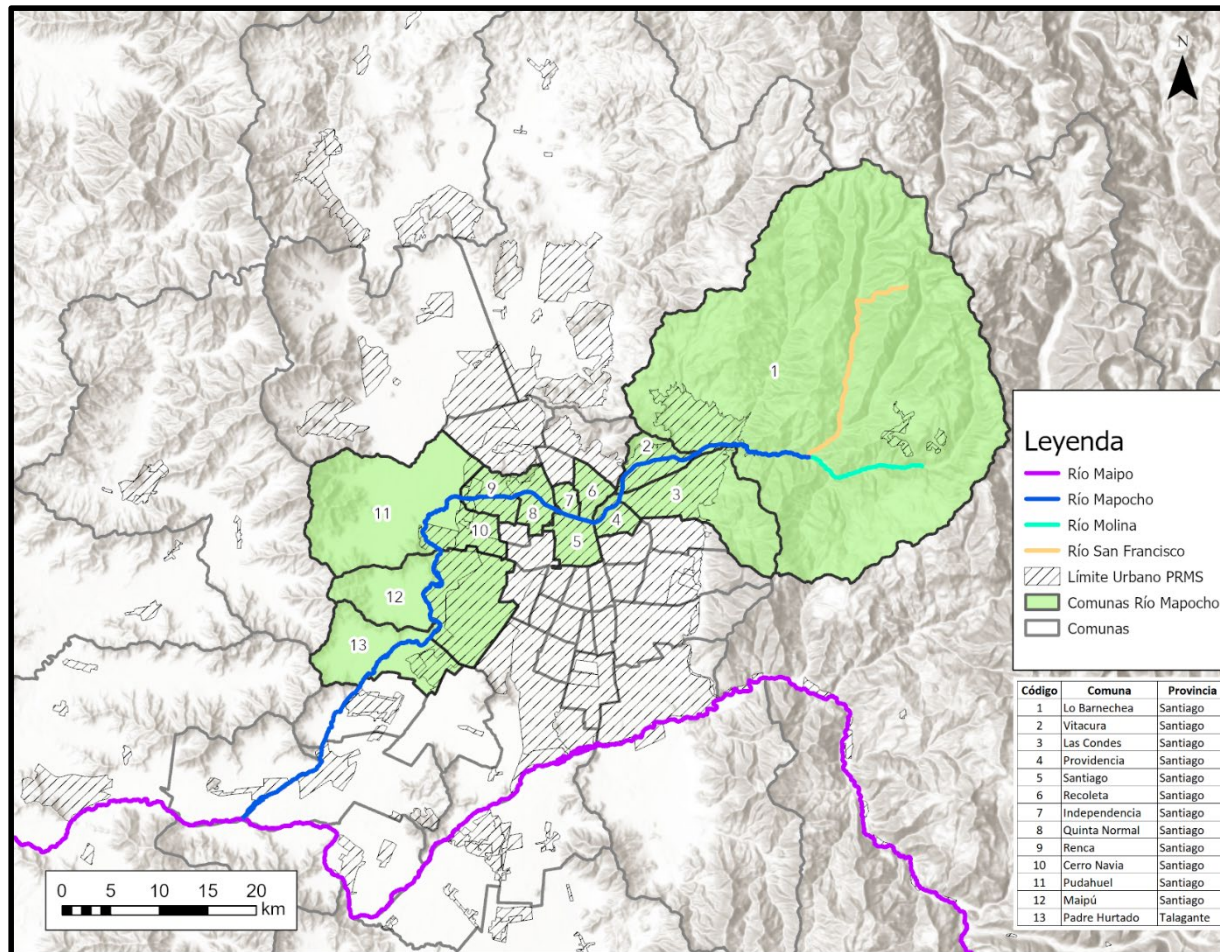 N
1
2
3
4
5
6
7
8
9
10
11
12
13
Leyenda
Río Maipo
Río Mapocho
Río Molina
Río San Francisco
Límite Urbano PRMS
Comunas Río Mapocho
Comunas
Código Comuna Provincia
1 Lo Barnechea Santiago
2 Vitacura Santiago
3 Las Condes Santiago
4 Providencia Santiago
5 Santiago Santiago
6 Recoleta Santiago
7 Independencia Santiago
8 Quinta Normal Santiago
9 Renca Santiago
10 Cerro Navia Santiago
11 Pudahuel Santiago
12 Maipú Santiago
13 Padre Hurtado Talagante
0 5 10 15 20
km